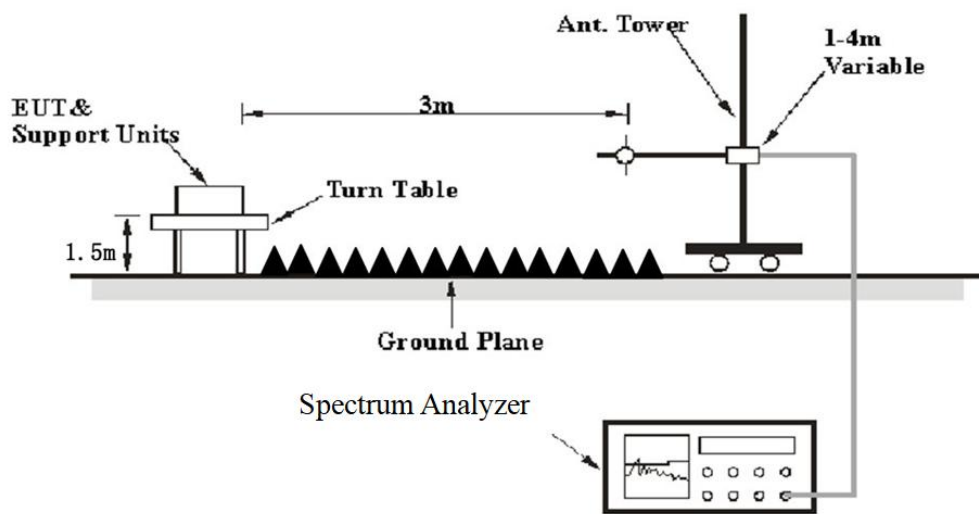 Ant. Tower
1-4m
Variable
EUT&
Support Units
3m
Turn Table
1.5m
Ground Plane
Spectrum Analyzer